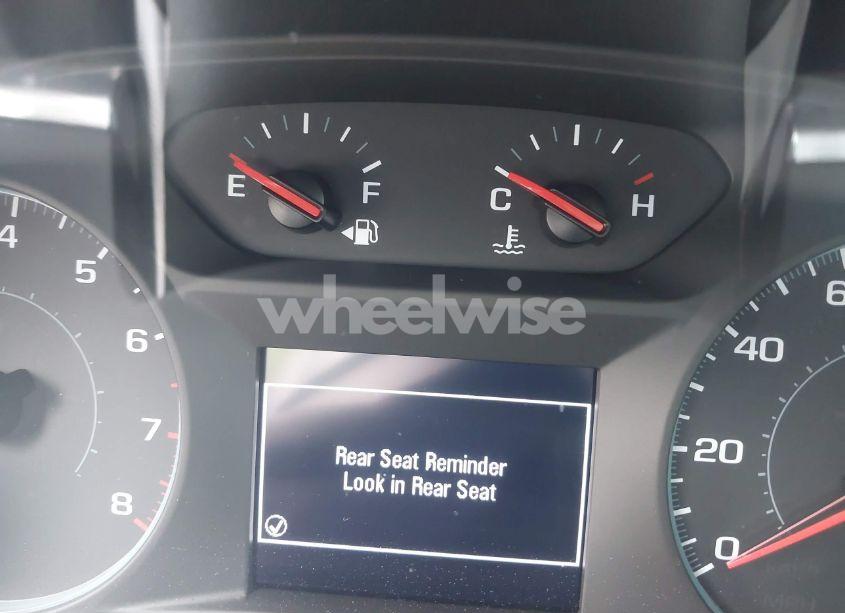 E
F
C
H
4
5
6
7
8
wheelwise
60
40
20
0
Rear Seat Reminder
Look in Rear Seat